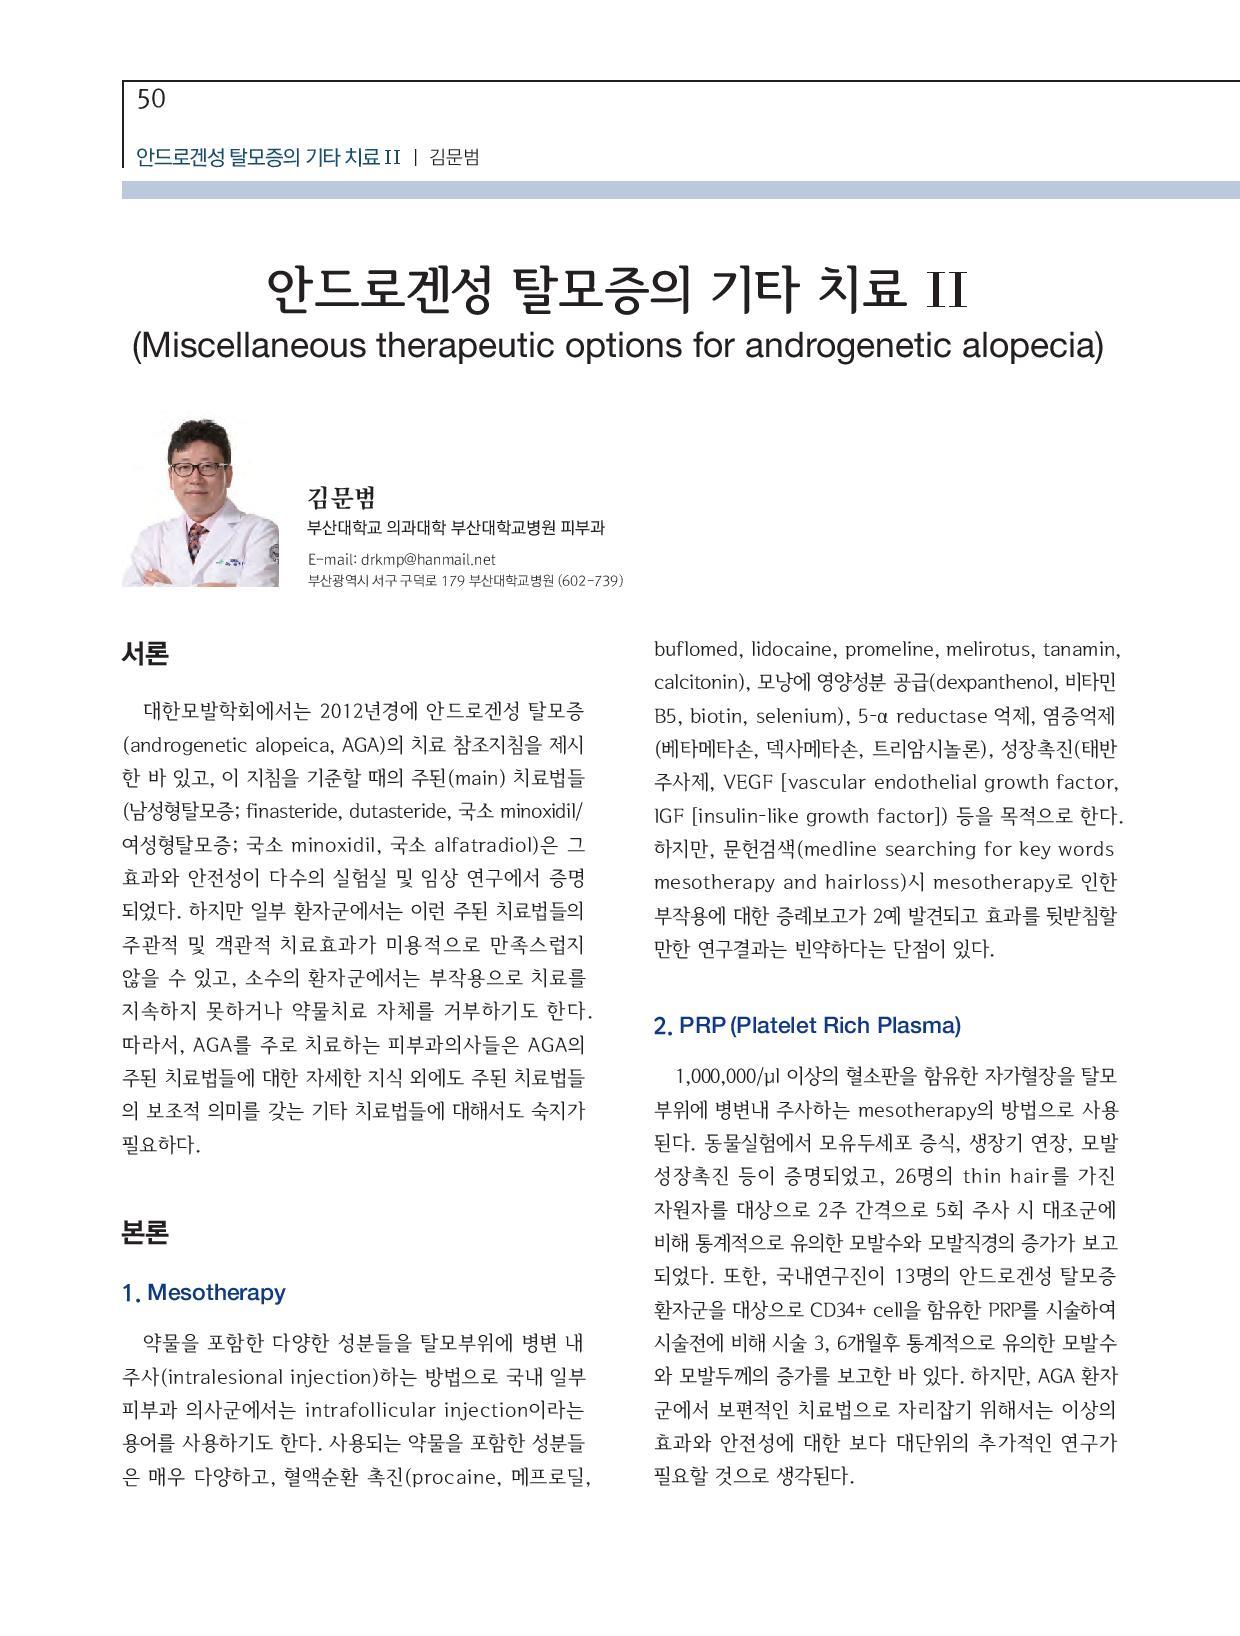 50
안드로겐성 탈모증의 기타 치료 II | 김문범
안드로겐성 탈모증의 기타 치료 II
(Miscellaneous therapeutic options for androgenetic alopecia)
김문범
부산대학교 의과대학 부산대학교병원 피부과
E-mail: drkmp@hanmail.net
부산광역시 서구 구덕로 179 부산대학교병원 (602-739)
서론
대한모발학회에서는 2012년경에 안드로겐성 탈모증
(androgenetic alopeica, AGA)의 치료 참조지침을 제시
한 바 있고, 이 지침을 기준할 때의 주된(main) 치료법들
(남성형탈모증; finasteride, dutasteride, 국소 minoxidil/
여성형탈모증; 국소 minoxidil, 국소 alfatradiol)은 그
효과와 안전성이 다수의 실험실 및 임상 연구에서 증명
되었다. 하지만 일부 환자군에서는 이런 주된 치료법들의
주관적 및 객관적 치료효과가 미용적으로 만족스럽지
않을 수 있고, 소수의 환자군에서는 부작용으로 치료를
지속하지 못하거나 약물치료 자체를 거부하기도 한다.
따라서, AGA를 주로 치료하는 피부과의사들은 AGA의
주된 치료법들에 대한 자세한 지식 외에도 주된 치료법들
의 보조적 의미를 갖는 기타 치료법들에 대해서도 숙지가
필요하다.
본론
1. Mesotherapy
약물을 포함한 다양한 성분들을 탈모부위에 병변 내
주사(intralesional injection)하는 방법으로 국내 일부
피부과 의사군에서는 intrafollicular injection이라는
용어를 사용하기도 한다. 사용되는 약물을 포함한 성분들
은 매우 다양하고, 혈액순환 촉진(procaine, 메프로딜,
buflomed, lidocaine, promeline, melirotus, tanamin,
calcitonin), 모낭에 영양성분 공급(dexpanthenol, 비타민
B5, biotin, selenium), 5-α reductase 억제, 염증억제
(베타메타손, 덱사메타손, 트리암시놀론), 성장촉진(태반
주사제, VEGF [vascular endothelial growth factor,
IGF [insulin-like growth factor]) 등을 목적으로 한다.
하지만, 문헌검색(medline searching for key words
mesotherapy and hairloss)시 mesotherapy로 인한
부작용에 대한 증례보고가 2예 발견되고 효과를 뒷받침할
만한 연구결과는 빈약하다는 단점이 있다.
2. PRP (Platelet Rich Plasma)
1,000,000/μl 이상의 혈소판을 함유한 자가혈장을 탈모
부위에 병변내 주사하는 mesotherapy의 방법으로 사용
된다. 동물실험에서 모유두세포 증식, 생장기 연장, 모발
성장촉진 등이 증명되었고, 26명의 thin hair를 가진
자원자를 대상으로 2주 간격으로 5회 주사 시 대조군에
비해 통계적으로 유의한 모발수와 모발직경의 증가가 보고
되었다. 또한, 국내연구진이 13명의 안드로겐성 탈모증
환자군을 대상으로 CD34+ cell을 함유한 PRP를 시술하여
시술전에 비해 시술 3, 6개월후 통계적으로 유의한 모발수
와 모발두께의 증가를 보고한 바 있다. 하지만, AGA 환자
군에서 보편적인 치료법으로 자리잡기 위해서는 이상의
효과와 안전성에 대한 보다 대단위의 추가적인 연구가
필요할 것으로 생각된다.